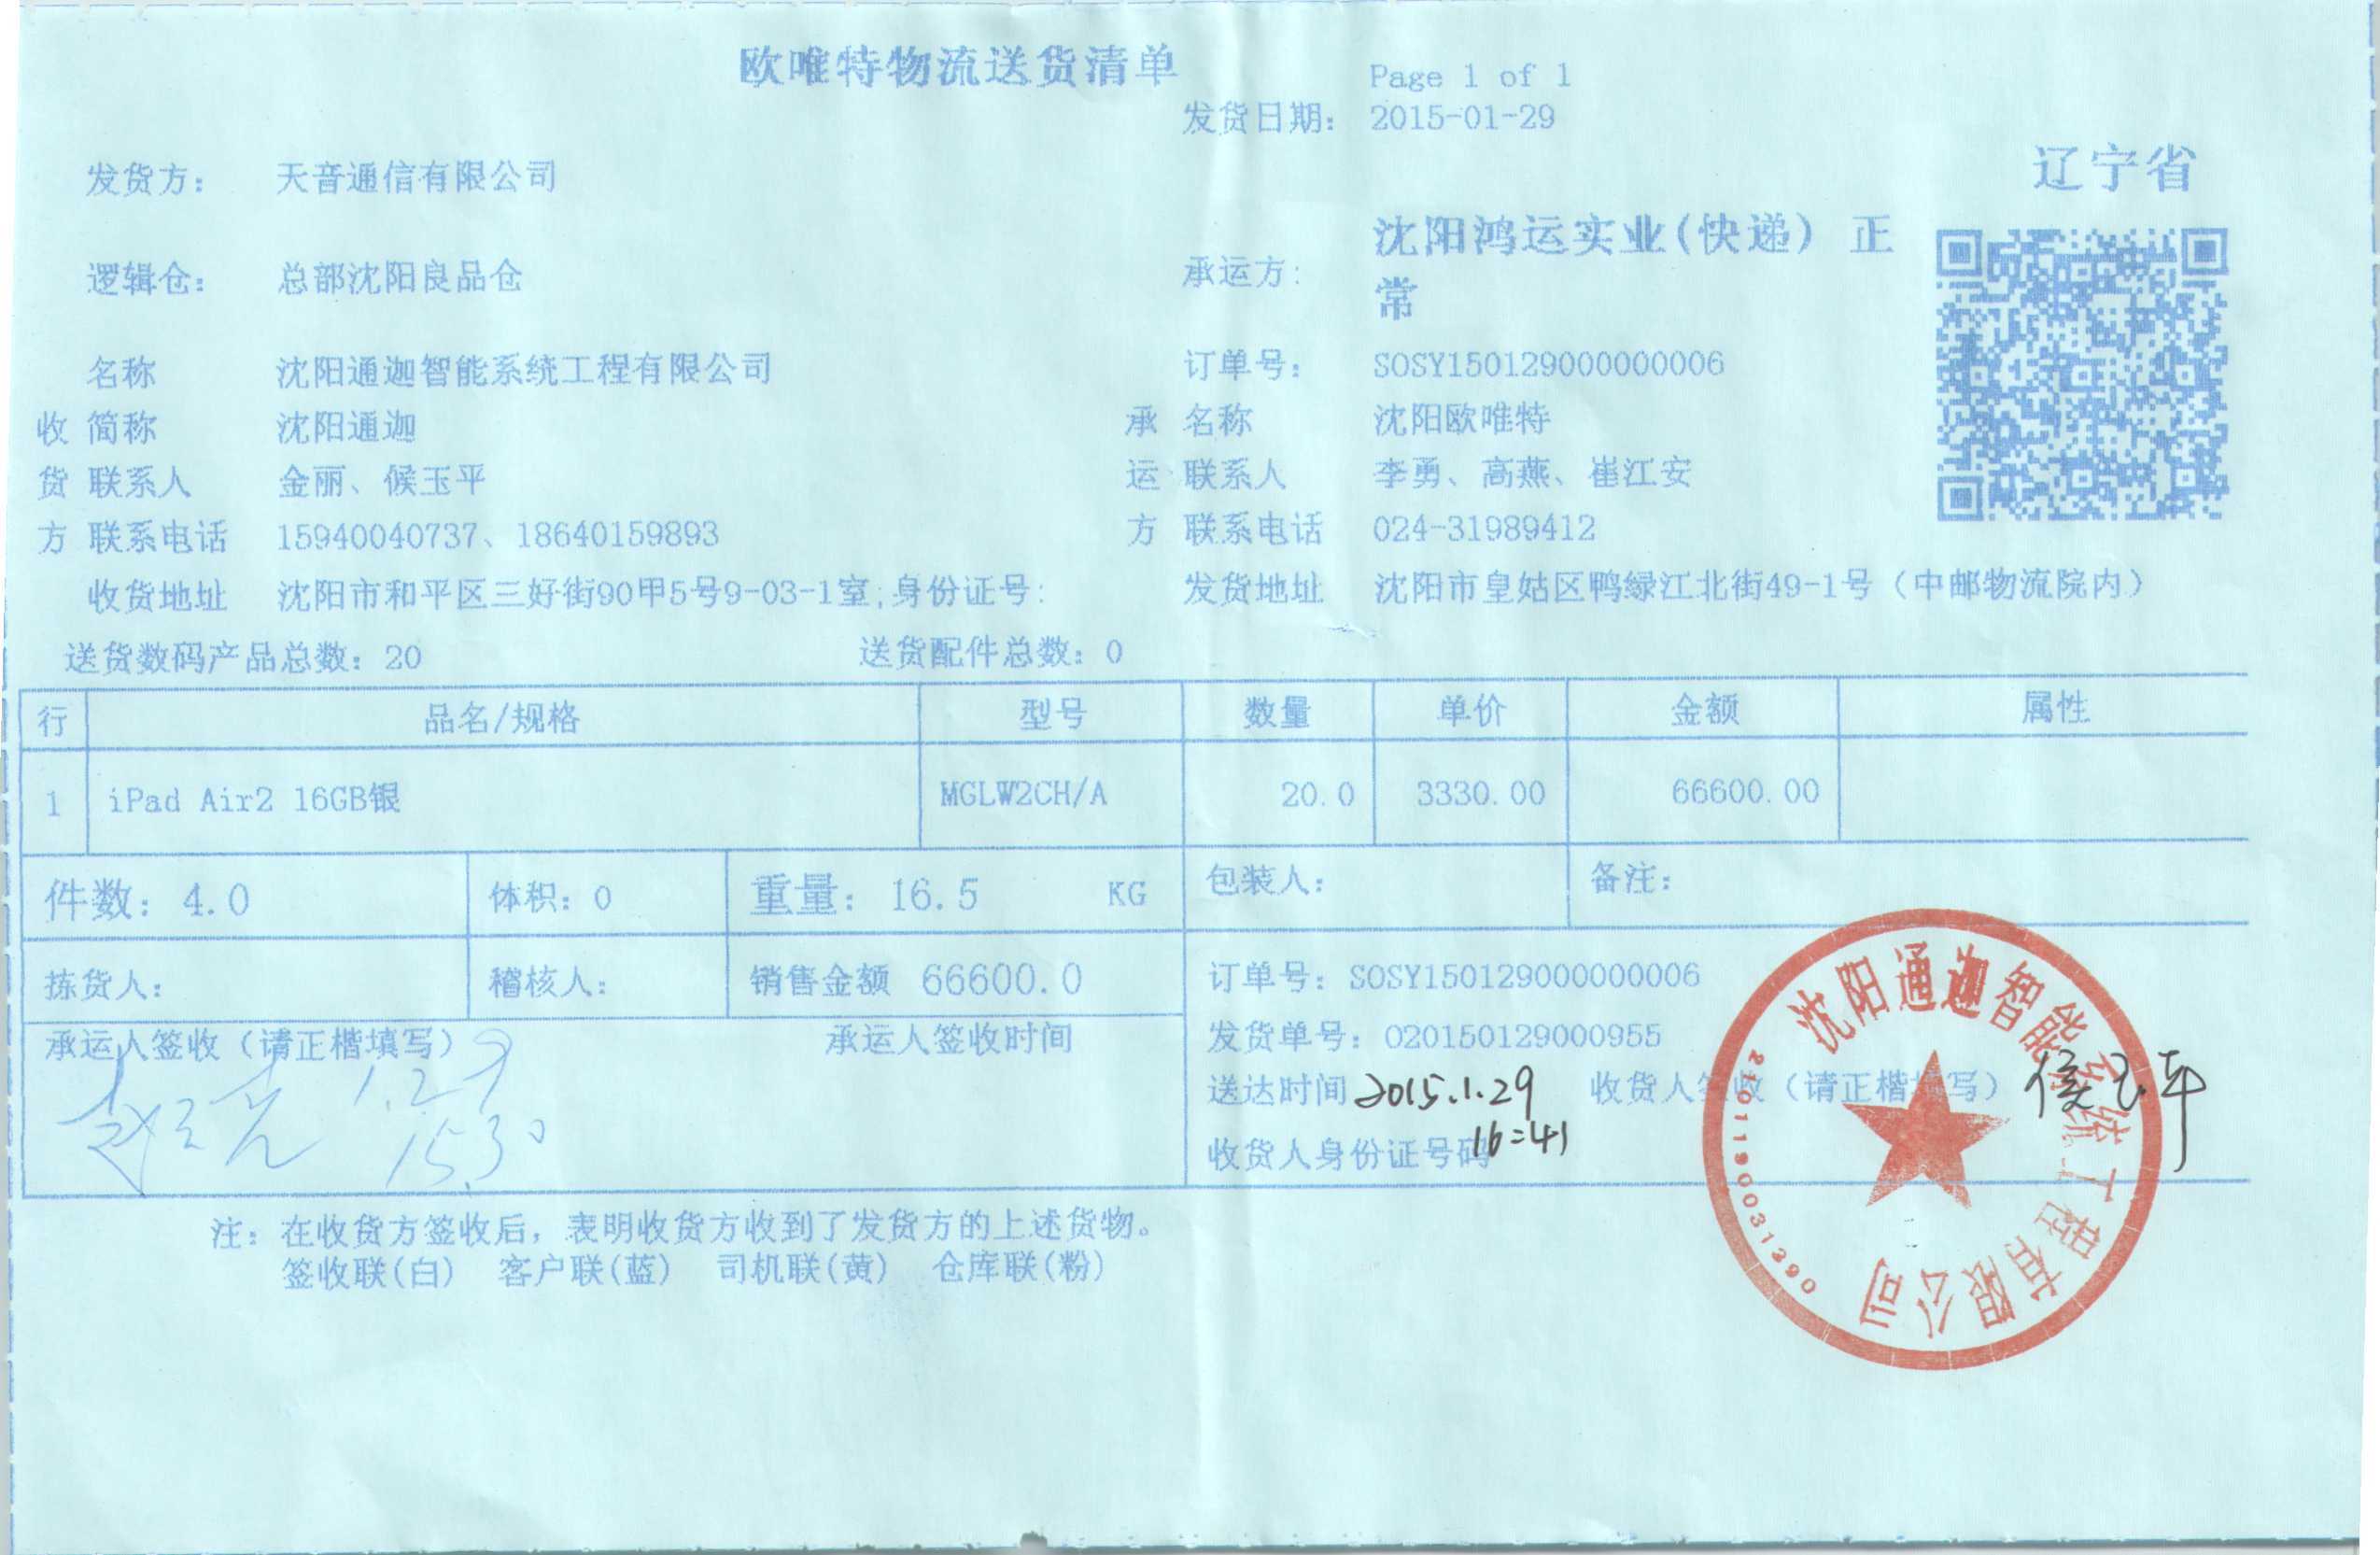 欧唯特物流送货清单
Page 1 of 1
发货日期： 2015-01-29
辽宁省
发货方： 天音通信有限公司
承运方： 沈阳鸿运实业(快递) 正
常
逻辑仓： 总部沈阳良品仓
名称 沈阳通迦智能系统工程有限公司 订单号： SOSY150129000000006
收 简称 沈阳通迦 承 名称 沈阳欧唯特
货 联系人 金丽、候玉平 运 联系人 李勇、高燕、崔江安
方 联系电话 15940040737、18640159893 方 联系电话 024-31989412
收货地址 沈阳市和平区三好街90甲5号9-03-1室;身份证号: 发货地址 沈阳市皇姑区鸭绿江北街49-1号（中邮物流院内）
送货数码产品总数：20 送货配件总数：0
行 品名/规格 型号 数量 单价 金额 属性
1 iPad Air2 16GB银 MGLW2CH/A 20.0 3330.00 66600.00
件数：4.0 体积：0 重量：16.5 KG 包装人： 备注：
拣货人： 稽核人： 销售金额 66600.0 订单号：SOSY150129000000006
承运人签收（请正楷填写） 承运人签收时间 发货单号：020150129000955
1.29
15.30
送达时间 2015.1.29 收货人签收（请正楷填写） 侯玉平
16:41
收货人身份证号码
沈阳通迦智能系统工程有限公司
2101190031390
注：在收货方签收后，表明收货方收到了发货方的上述货物。
签收联(白) 客户联(蓝) 司机联(黄) 仓库联(粉)